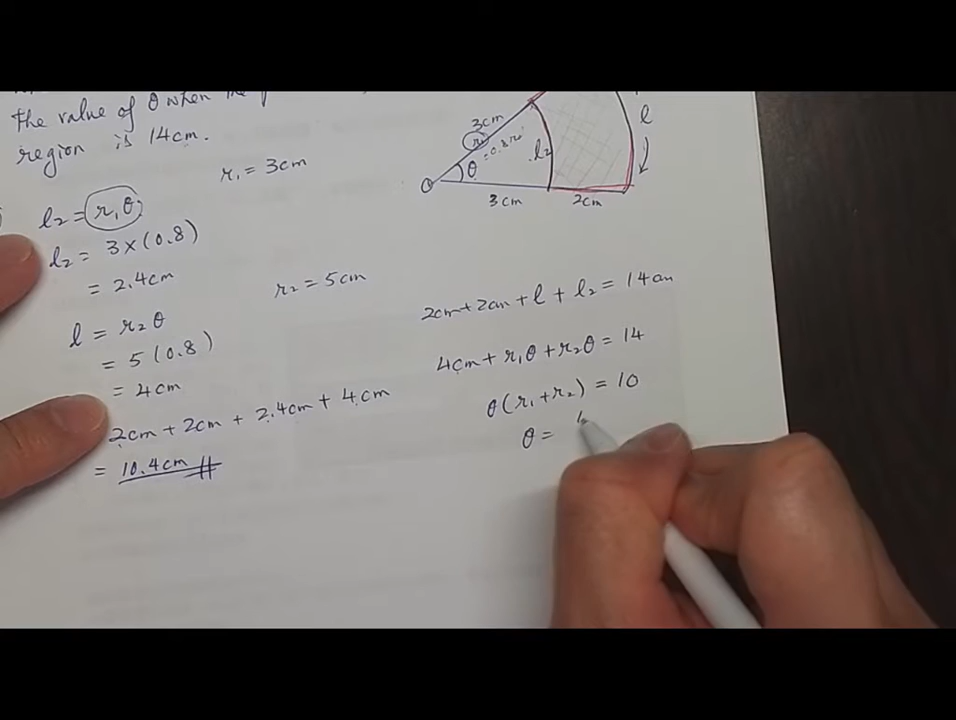 the value of θ when the
region is 14cm.
r₁ = 3cm
l₂ = r₁θ
l₂ = 3×(0.8)
= 2.4cm
r₂ = 5cm
l = r₂θ
= 5(0.8)
= 4cm
2cm + 2cm + 2.4cm + 4cm
= 10.4cm
3cm
r₁
θ
l₂
l
O
3cm
2cm
2cm+2cm + l + l₂ = 14cm
4cm + r₁θ + r₂θ = 14
θ(r₁+r₂) = 10
θ =